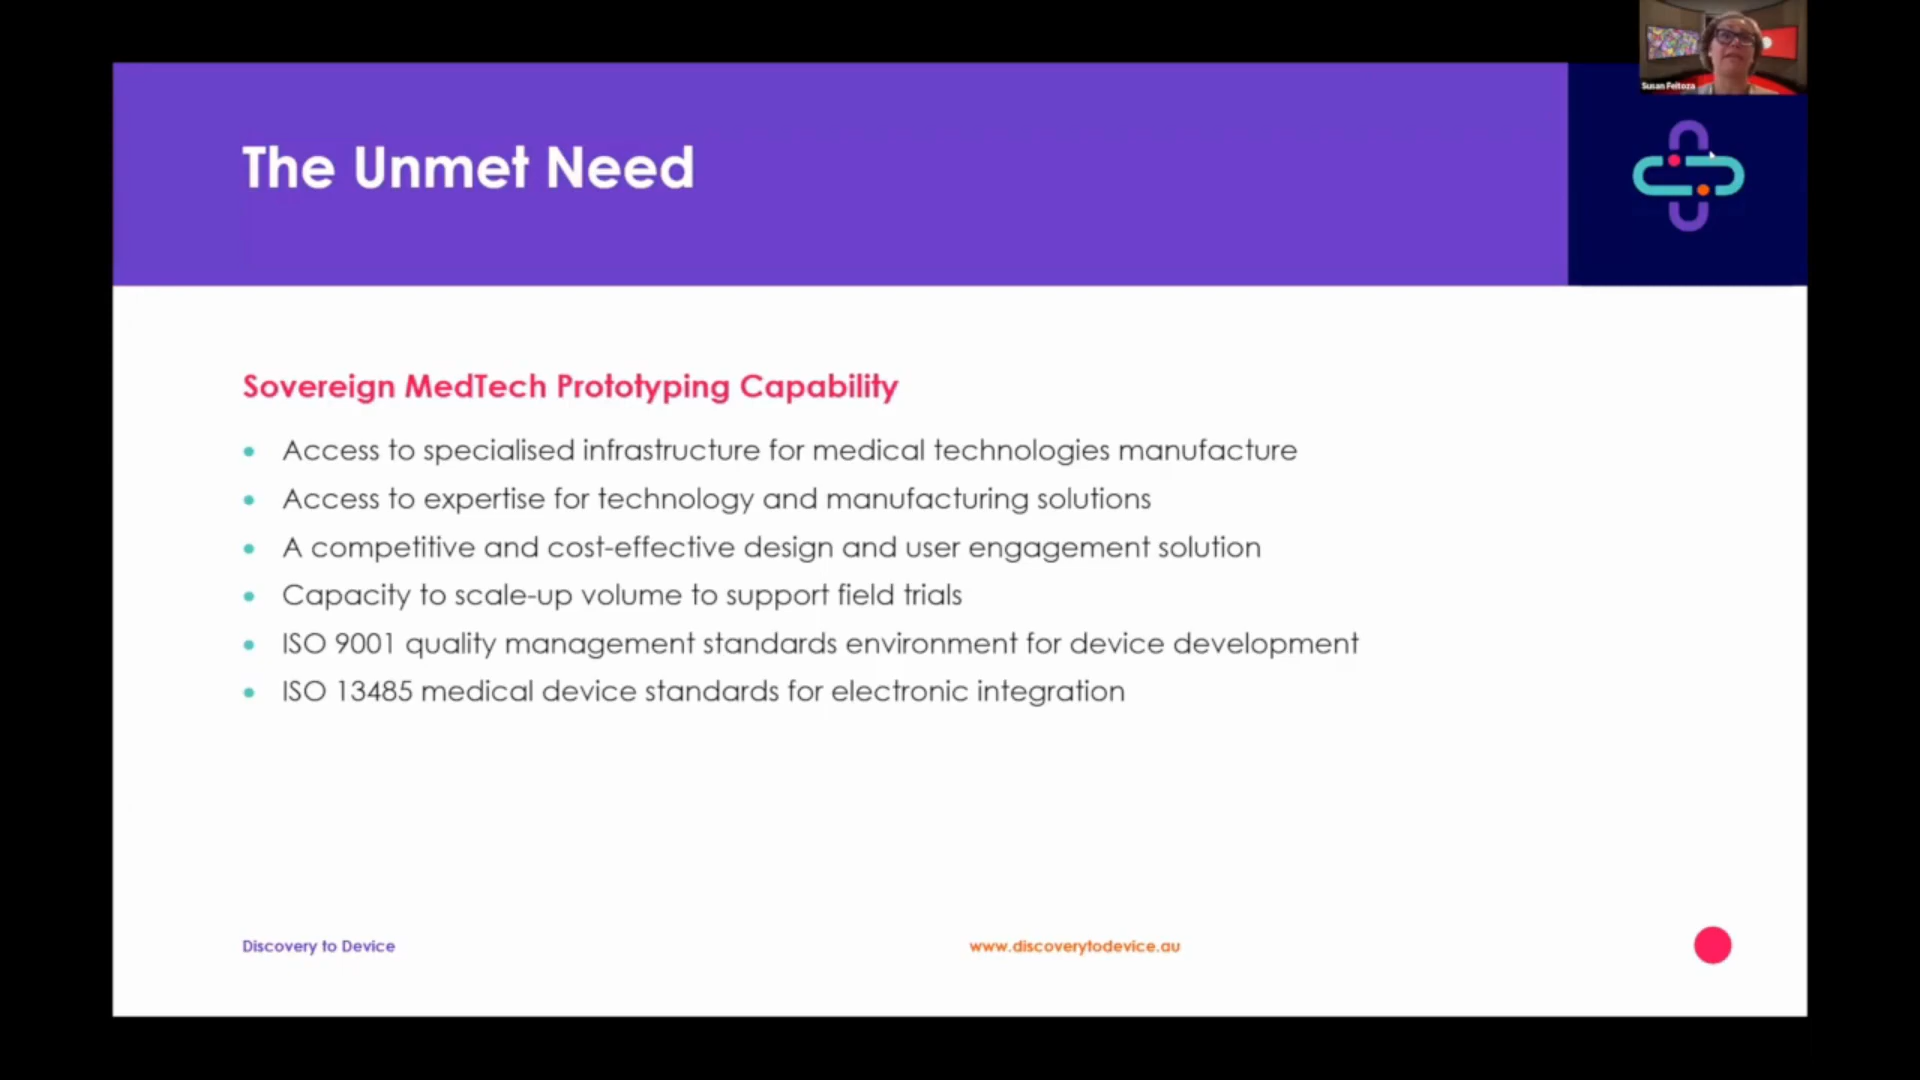 Susan Feitoza
The Unmet Need
Sovereign MedTech Prototyping Capability
• Access to specialised infrastructure for medical technologies manufacture
• Access to expertise for technology and manufacturing solutions
• A competitive and cost-effective design and user engagement solution
• Capacity to scale-up volume to support field trials
• ISO 9001 quality management standards environment for device development
• ISO 13485 medical device standards for electronic integration
Discovery to Device
www.discoverytodevice.au